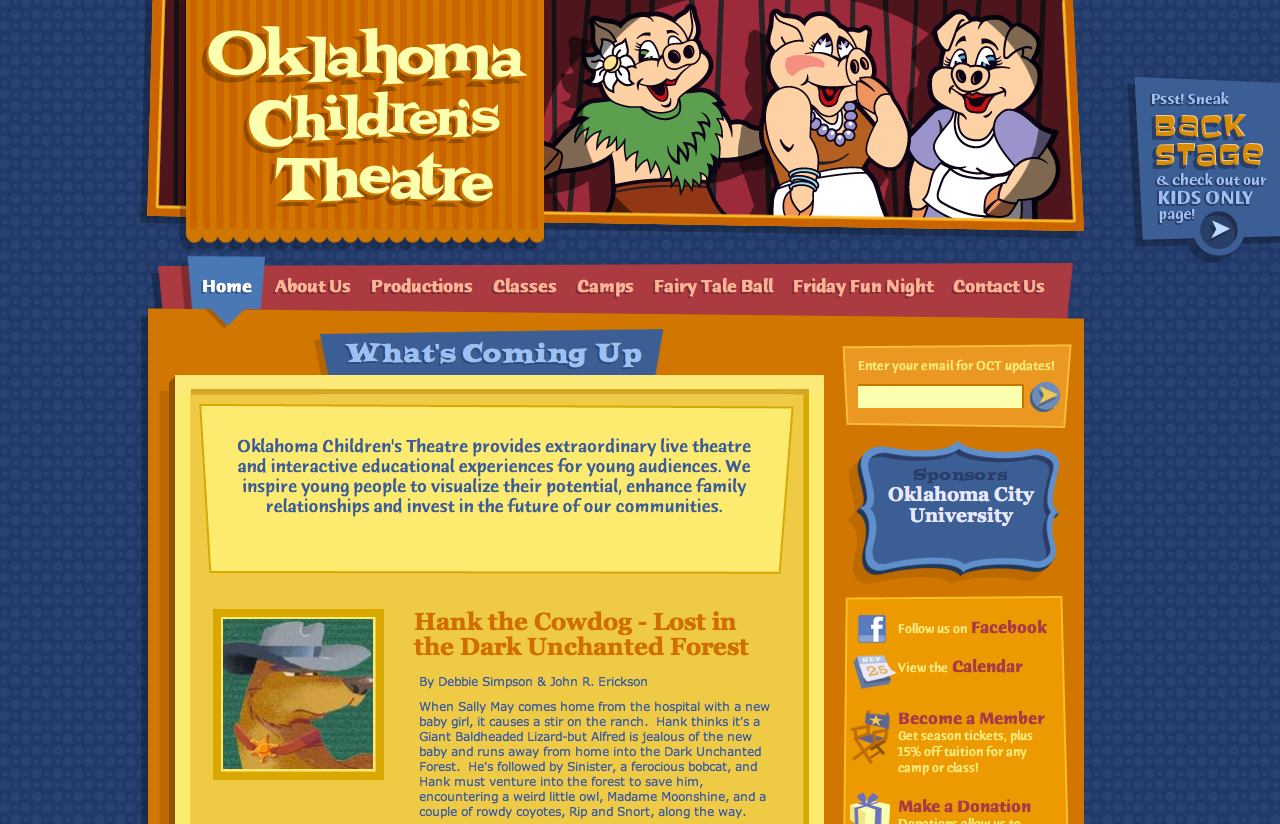 Oklahoma
Children's
Theatre
Psst! Sneak
BACK
STAGE
& check out our
KIDS ONLY
page!
Home About Us Productions Classes Camps Fairy Tale Ball Friday Fun Night Contact Us
What's Coming Up
Oklahoma Children's Theatre provides extraordinary live theatre
and interactive educational experiences for young audiences. We
inspire young people to visualize their potential, enhance family
relationships and invest in the future of our communities.
Hank the Cowdog - Lost in
the Dark Unchanted Forest
By Debbie Simpson & John R. Erickson
When Sally May comes home from the hospital with a new
baby girl, it causes a stir on the ranch.  Hank thinks it's a
Giant Baldheaded Lizard-but Alfred is jealous of the new
baby and runs away from home into the Dark Unchanted
Forest.  He's followed by Sinister, a ferocious bobcat, and
Hank must venture into the forest to save him,
encountering a weird little owl, Madame Moonshine, and a
couple of rowdy coyotes, Rip and Snort, along the way.
Enter your email for OCT updates!
Sponsors
Oklahoma City
University
Follow us on Facebook
SEP
25
View the Calendar
Become a Member
Get season tickets, plus
15% off tuition for any
camp or class!
Make a Donation
Donations allow us to